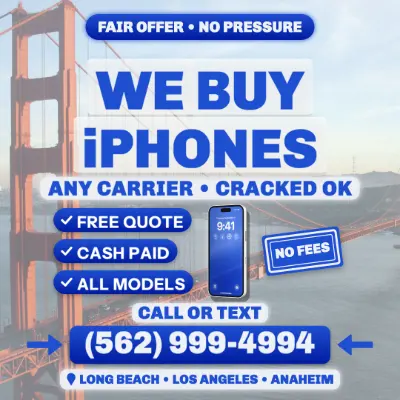 FAIR OFFER • NO PRESSURE
WE BUY
iPHONES
ANY CARRIER • CRACKED OK
FREE QUOTE
CASH PAID
ALL MODELS
9:41
NO FEES
CALL OR TEXT
(562) 999-4994
LONG BEACH • LOS ANGELES • ANAHEIM